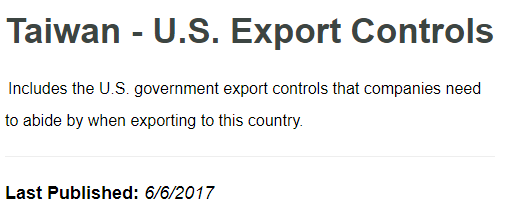 Taiwan - U.S. Export Controls
Includes the U.S. government export controls that companies need
to abide by when exporting to this country.
Last Published: 6/6/2017